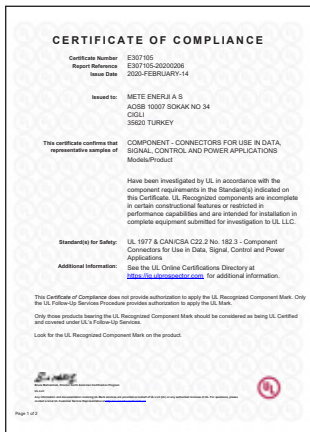 CERTIFICATE OF COMPLIANCE
Certificate Number E307105
Report Reference E307105-20200206
Issue Date 2020-FEBRUARY-14
Issued to: METE ENERJI A S
AOSB 10007 SOKAK NO 34
CIGLI
35620 TURKEY
This certificate confirms that COMPONENT - CONNECTORS FOR USE IN DATA,
representative samples of SIGNAL, CONTROL AND POWER APPLICATIONS
Models/Product
Have been investigated by UL in accordance with the
component requirements in the Standard(s) indicated on
this Certificate. UL Recognized components are incomplete
in certain constructional features or restricted in
performance capabilities and are intended for installation in
complete equipment submitted for investigation to UL LLC.
Standard(s) for Safety: UL 1977 & CAN/CSA C22.2 No. 182.3 - Component
Connectors for Use in Data, Signal, Control and Power
Applications
Additional Information: See the UL Online Certifications Directory at
https://iq.ulprospector.com for additional information.
This Certificate of Compliance does not provide authorization to apply the UL Recognized Component Mark. Only
the UL Follow-Up Services Procedure provides authorization to apply the UL Mark.
Only those products bearing the UL Recognized Component Mark should be considered as being UL Certified
and covered under UL's Follow-Up Services.
Look for the UL Recognized Component Mark on the product.
UL
Page 1 of 2